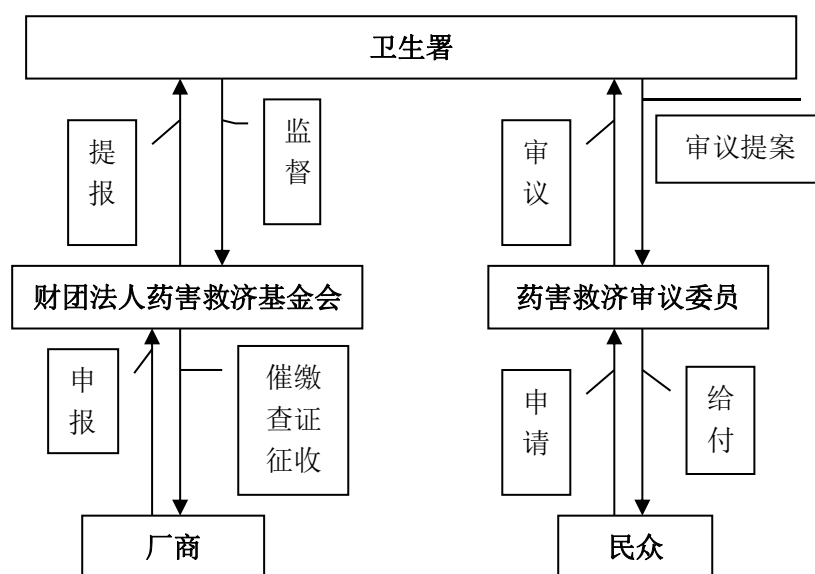 卫生署
提
报
监
督
审
议
审议提案
财团法人药害救济基金会
药害救济审议委员
申
报
催缴
查证
征收
申
请
给
付
厂商
民众